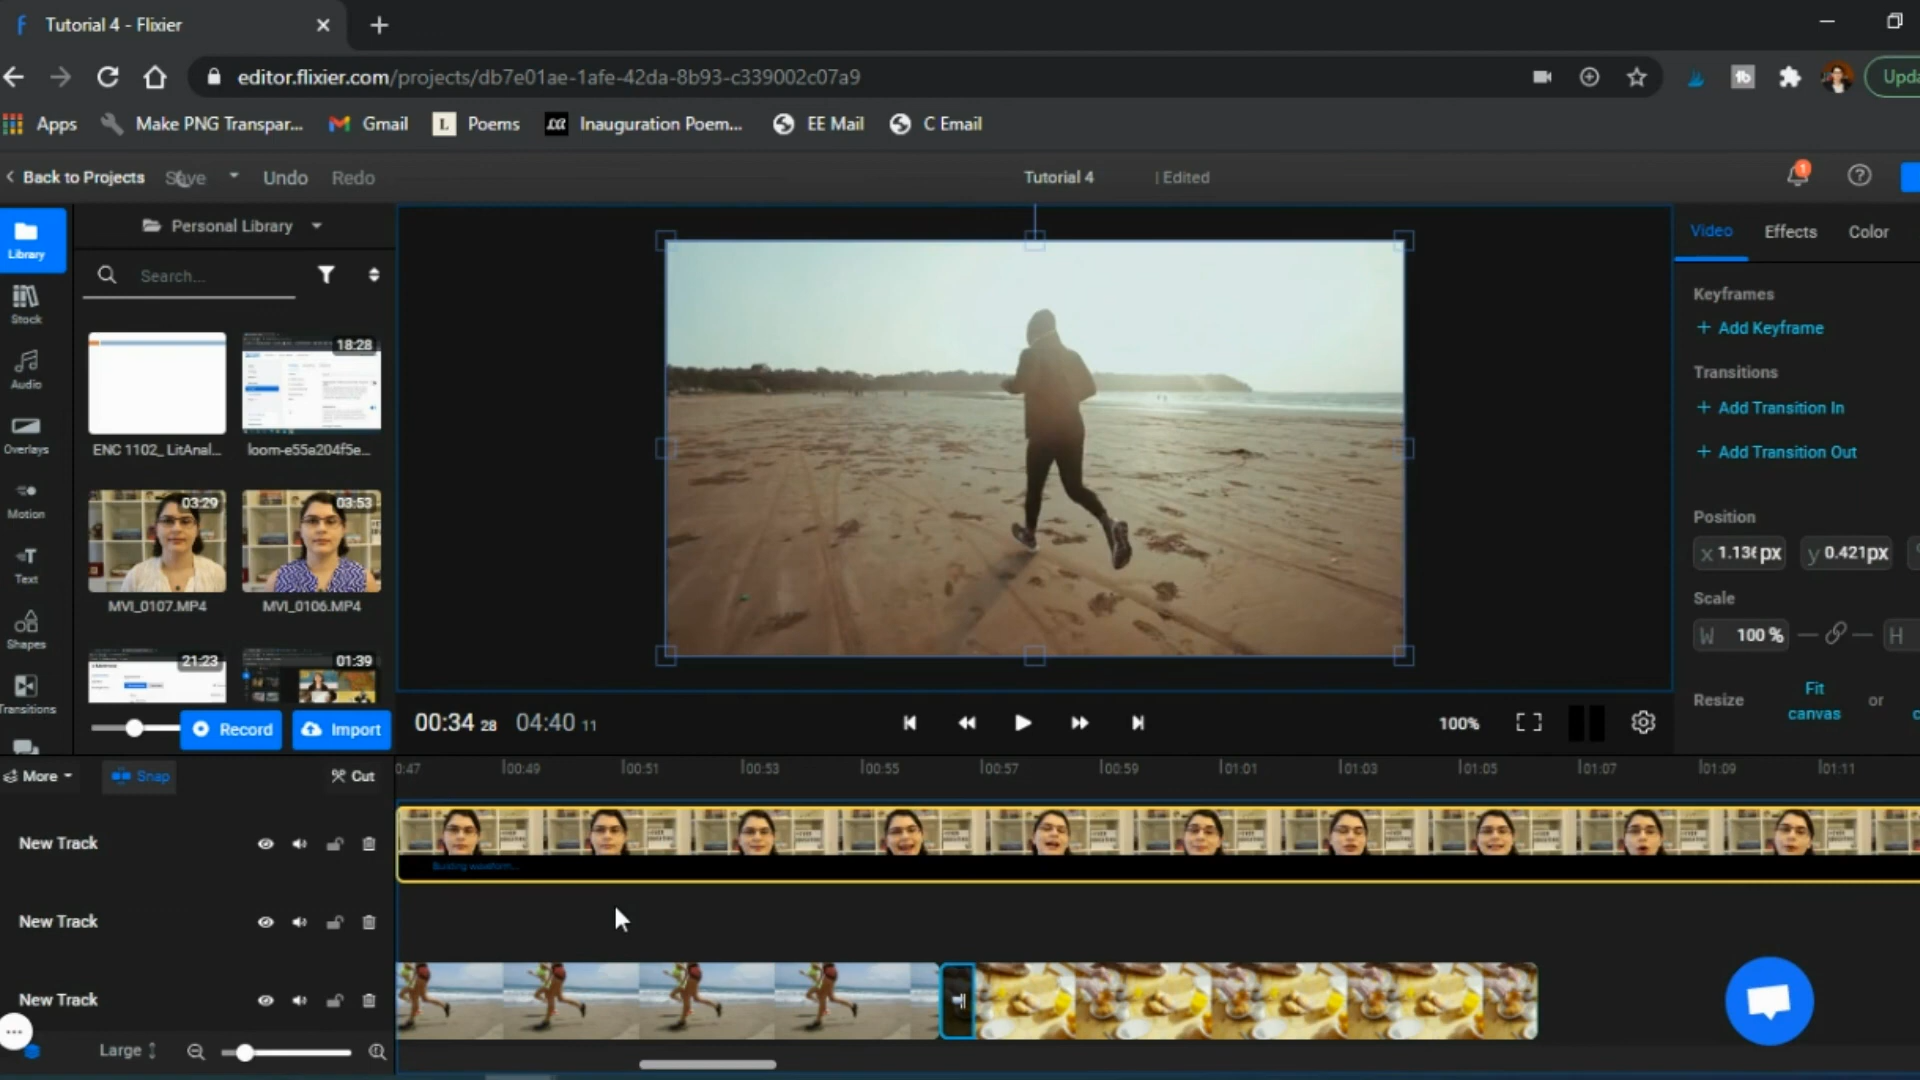 Tutorial 4 - Flixier
editor.flixier.com/projects/db7e01ae-1afe-42da-8b93-c339002c07a9
Upda
Apps
Make PNG Transpar...
Gmail
L Poems
Inauguration Poem...
EE Mail
C Email
Back to Projects
Save
Undo
Redo
Tutorial 4
| Edited
1
Library
Personal Library
Video
Effects
Color
Search...
Stock
Audio
Overlays
Motion
Text
Shapes
Transitions
18:28
ENC 1102_ LitAnal...
loom-e55a204f5e...
03:29
03:53
MVI_0107.MP4
MVI_0106.MP4
21:23
01:39
Record
Import
Keyframes
+ Add Keyframe
Transitions
+ Add Transition In
+ Add Transition Out
Position
x 1.136 px
y 0.421px
Scale
W 100 %
H
Resize
Fit
canvas
or
00:34 28
04:40 11
100%
More
Snap
Cut
0:47
00:49
00:51
00:53
00:55
00:57
00:59
01:01
01:03
01:05
01:07
01:09
01:11
New Track
Building waveform...
New Track
New Track
Large